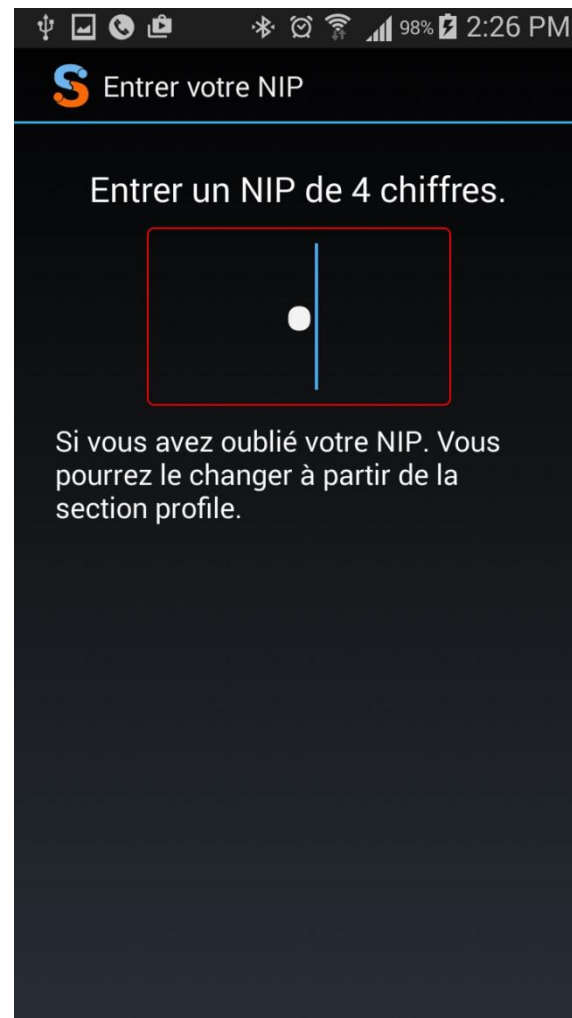 98% 2:26 PM
Entrer votre NIP
Entrer un NIP de 4 chiffres.
Si vous avez oublié votre NIP. Vous
pourrez le changer à partir de la
section profile.